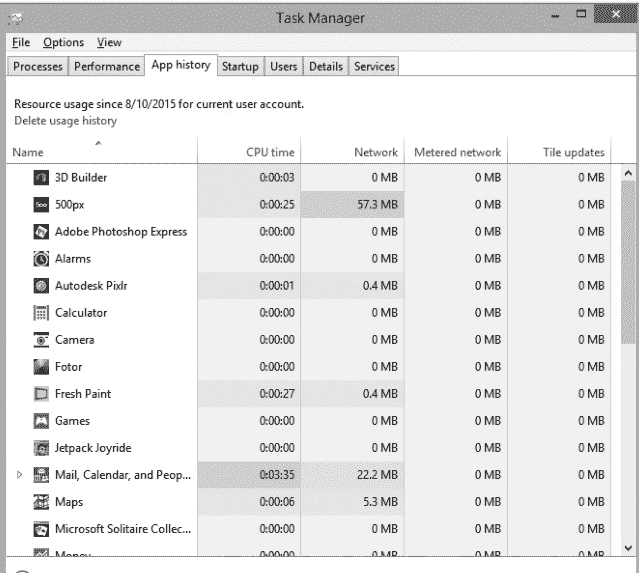 Task Manager
File Options View
Processes Performance App history Startup Users Details Services
Resource usage since 8/10/2015 for current user account.
Delete usage history
Name CPU time Network Metered network Tile updates
3D Builder 0:00:03 0 MB 0 MB 0 MB
500px 0:00:25 57.3 MB 0 MB 0 MB
Adobe Photoshop Express 0:00:00 0 MB 0 MB 0 MB
Alarms 0:00:00 0 MB 0 MB 0 MB
Autodesk Pixlr 0:00:01 0.4 MB 0 MB 0 MB
Calculator 0:00:00 0 MB 0 MB 0 MB
Camera 0:00:00 0 MB 0 MB 0 MB
Fotor 0:00:00 0 MB 0 MB 0 MB
Fresh Paint 0:00:27 0.4 MB 0 MB 0 MB
Games 0:00:00 0 MB 0 MB 0 MB
Jetpack Joyride 0:00:00 0 MB 0 MB 0 MB
Mail, Calendar, and Peop... 0:03:35 22.2 MB 0 MB 0 MB
Maps 0:00:06 5.3 MB 0 MB 0 MB
Microsoft Solitaire Collec... 0:00:00 0 MB 0 MB 0 MB
Money 0:00:00 0 MB 0 MB 0 MB